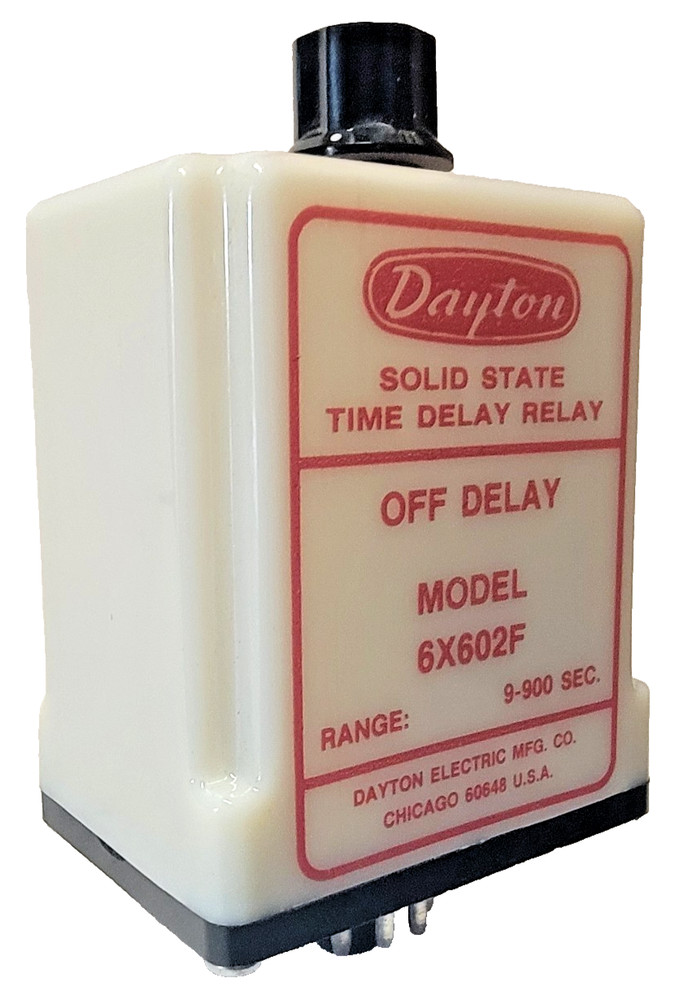 Dayton
SOLID STATE
TIME DELAY RELAY
OFF DELAY
MODEL
6X602F
9-900 SEC.
RANGE:
DAYTON ELECTRIC MFG. CO.
CHICAGO 60648 U.S.A.